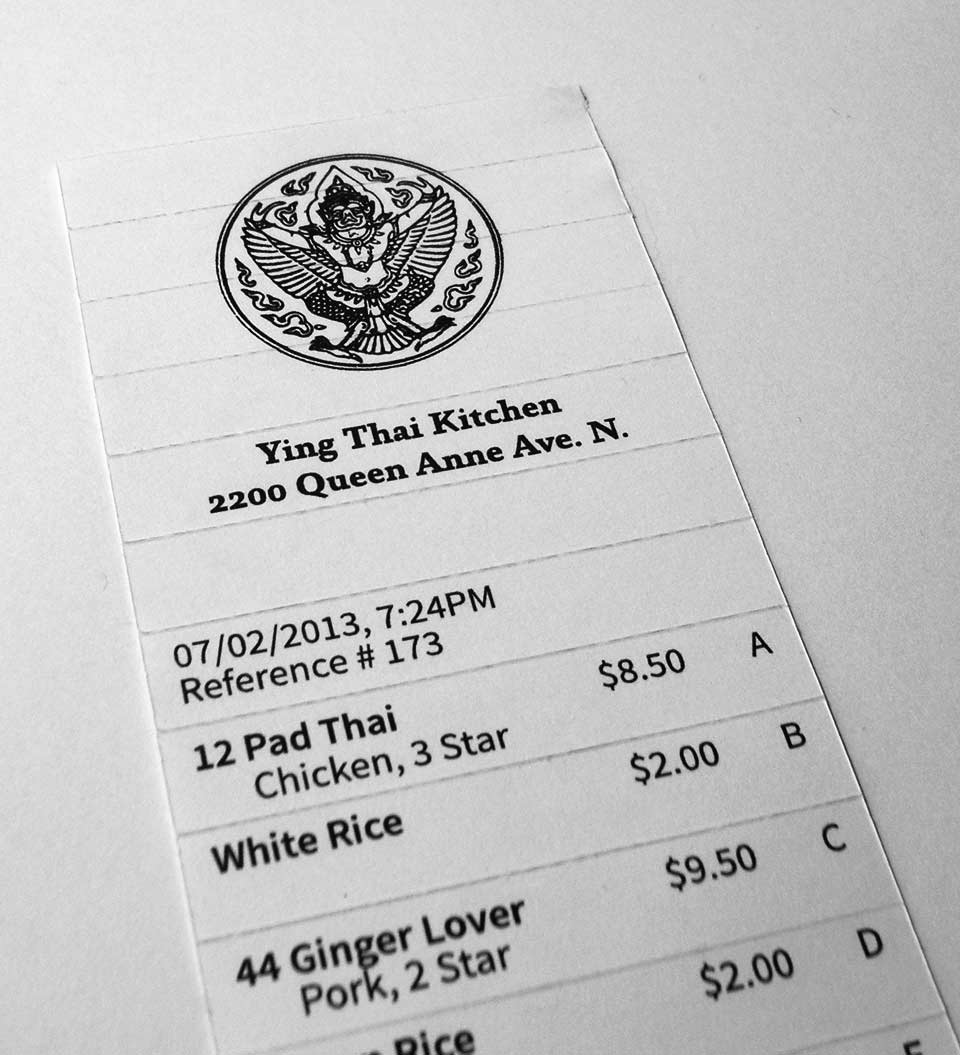 Ying Thai Kitchen
2200 Queen Anne Ave. N.
07/02/2013, 7:24PM
Reference # 173
12 Pad Thai $8.50 A
Chicken, 3 Star
White Rice $2.00 B
44 Ginger Lover $9.50 C
Pork, 2 Star
Rice $2.00 D